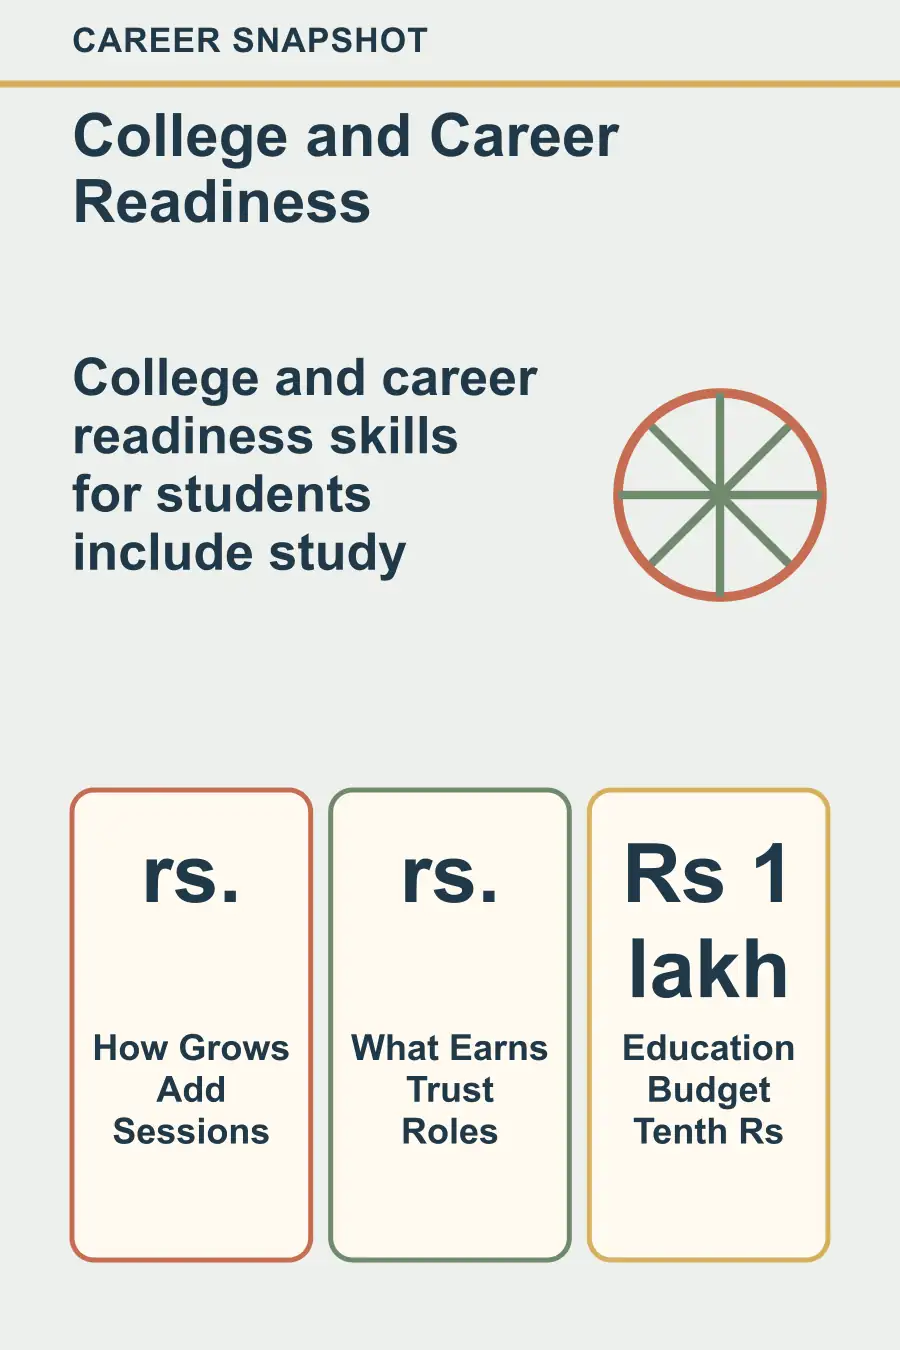 CAREER SNAPSHOT
College and Career
Readiness
College and career
readiness skills
for students
include study
rs.
How Grows
Add
Sessions
rs.
What Earns
Trust
Roles
Rs 1
lakh
Education
Budget
Tenth Rs